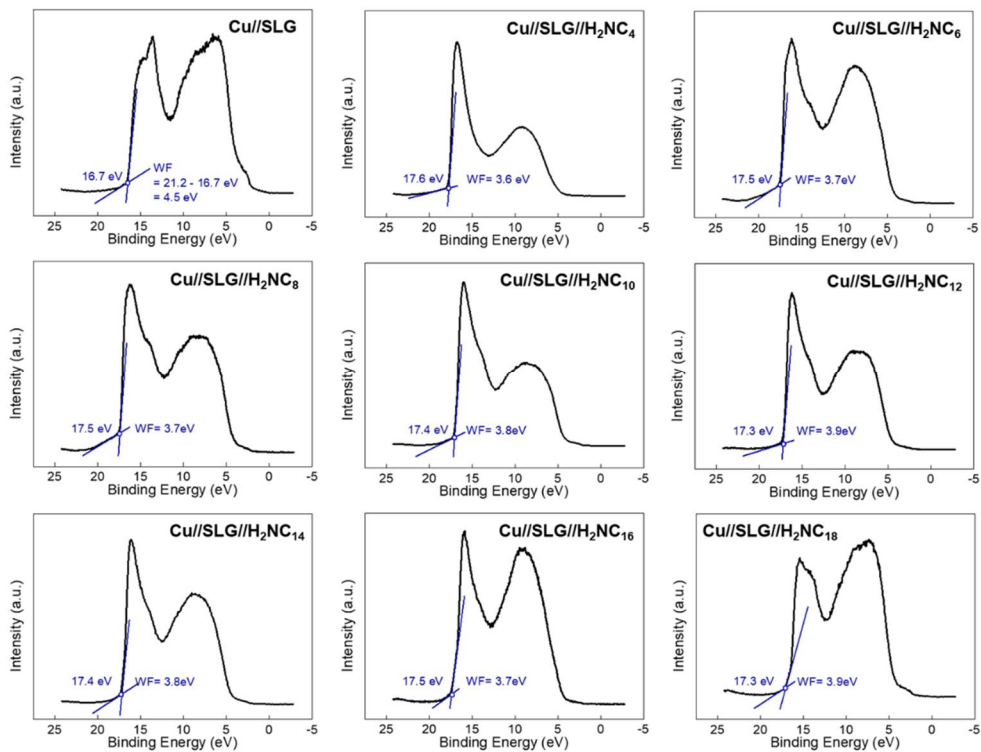 Cu//SLG
Intensity (a.u.)
16.7 eV
WF
= 21.2 - 16.7 eV
= 4.5 eV
25 20 15 10 5 0 -5
Binding Energy (eV)
Cu//SLG//H₂NC₄
Intensity (a.u.)
17.6 eV
WF= 3.6 eV
25 20 15 10 5 0 -5
Binding Energy (eV)
Cu//SLG//H₂NC₆
Intensity (a.u.)
17.5 eV
WF= 3.7eV
25 20 15 10 5 0 -5
Binding Energy (eV)
Cu//SLG//H₂NC₈
Intensity (a.u.)
17.5 eV
WF= 3.7eV
25 20 15 10 5 0 -5
Binding Energy (eV)
Cu//SLG//H₂NC₁₀
Intensity (a.u.)
17.4 eV
WF= 3.8eV
25 20 15 10 5 0 -5
Binding Energy (eV)
Cu//SLG//H₂NC₁₂
Intensity (a.u.)
17.3 eV
WF= 3.9eV
25 20 15 10 5 0 -5
Binding Energy (eV)
Cu//SLG//H₂NC₁₄
Intensity (a.u.)
17.4 eV
WF= 3.8eV
25 20 15 10 5 0 -5
Binding Energy (eV)
Cu//SLG//H₂NC₁₆
Intensity (a.u.)
17.5 eV
WF= 3.7eV
25 20 15 10 5 0 -5
Binding Energy (eV)
Cu//SLG//H₂NC₁₈
Intensity (a.u.)
17.3 eV
WF= 3.9eV
25 20 15 10 5 0 -5
Binding Energy (eV)